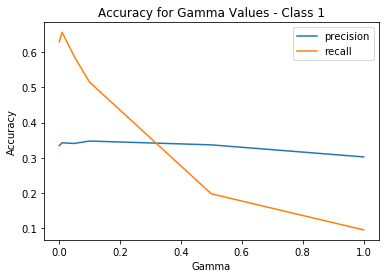 Accuracy for Gamma Values - Class 1
precision
recall
Accuracy
0.6
0.5
0.4
0.3
0.2
0.1
0.0
0.2
0.4
0.6
0.8
1.0
Gamma